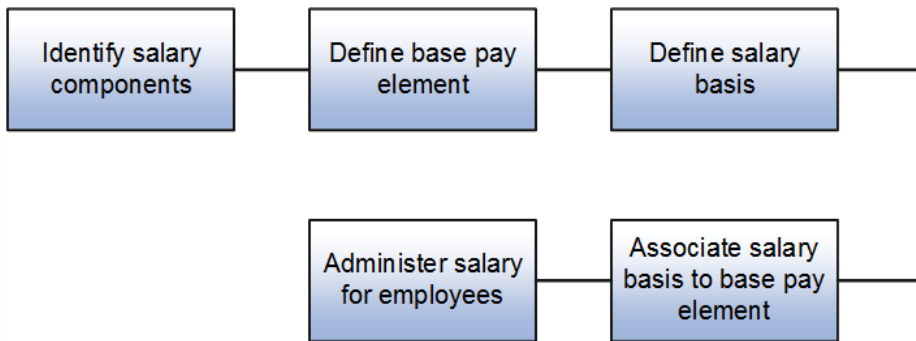 Identify salary
components
Define base pay
element
Define salary
basis
Administer salary
for employees
Associate salary
basis to base pay
element